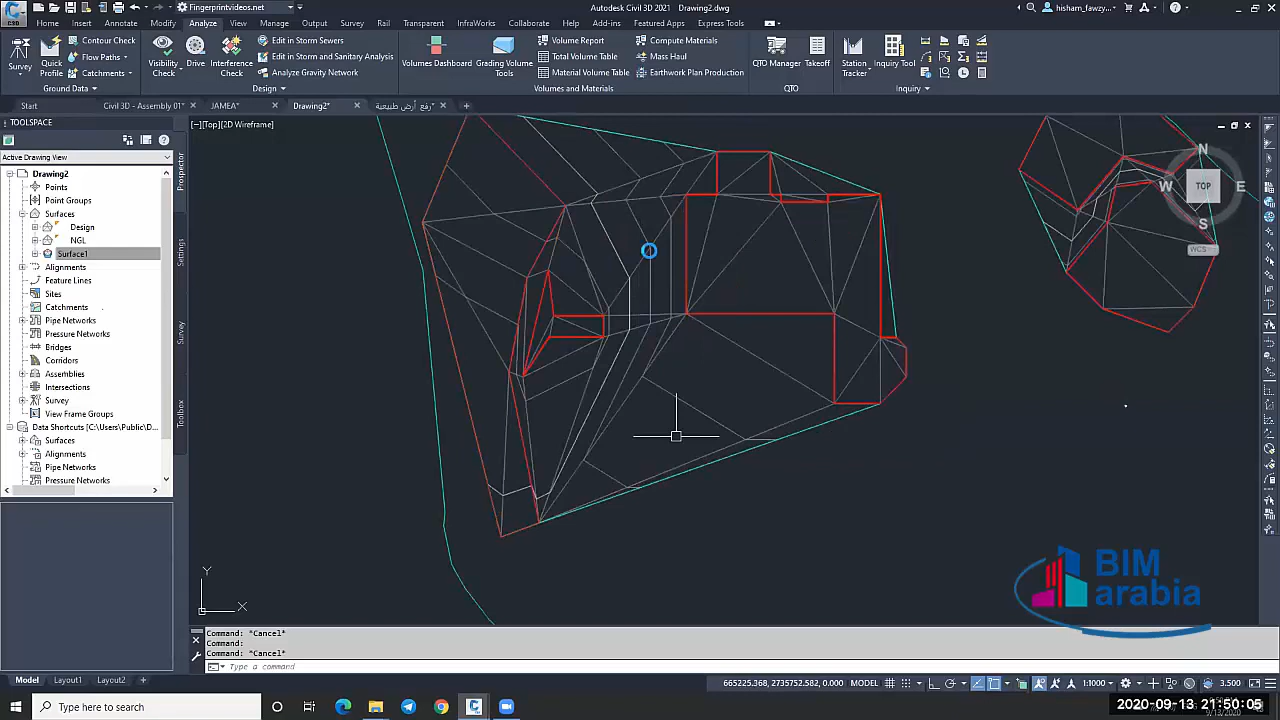 Fingerprintvideos.net
Autodesk Civil 3D 2021 Drawing2.dwg
hisham_fawzy...
Home Insert Annotate Modify Analyze View Manage Output Survey Rail Transparent InfraWorks Collaborate Help Add-ins Featured Apps Express Tools
Contour Check
Edit in Storm Sewers
Volume Report
Compute Materials
Flow Paths
Edit in Storm and Sanitary Analysis
Total Volume Table
Mass Haul
Catchments
Analyze Gravity Network
Material Volume Table
Earthwork Plan Production
Survey
Quick Profile
Visibility Check
Drive
Interference Check
Volumes Dashboard
Grading Volume Tools
QTO Manager
Takeoff
Station Tracker
Inquiry Tool
Ground Data
Design
Volumes and Materials
QTO
Inquiry
Start
Civil 3D - Assembly 01*
JAMEA*
Drawing2*
رفع أرض طبيعية*
TOOLSPACE
[−][Top][2D Wireframe]
Active Drawing View
Drawing2
Points
Point Groups
Surfaces
Design
NGL
Surface1
Alignments
Feature Lines
Sites
Catchments
Pipe Networks
Pressure Networks
Bridges
Corridors
Assemblies
Intersections
Survey
View Frame Groups
Data Shortcuts [C:\Users\Public\D...
Surfaces
Alignments
Pipe Networks
Pressure Networks
Prospector
Settings
Survey
Toolbox
N
W TOP E
S
WCS
BIM
arabia
Y
X
Command: *Cancel*
Command:
Command: *Cancel*
Type a command
Model Layout1 Layout2
665225.368, 2735752.582, 0.000 MODEL
1:1000
3.500
Type here to search
2020-09-13 21:50:05